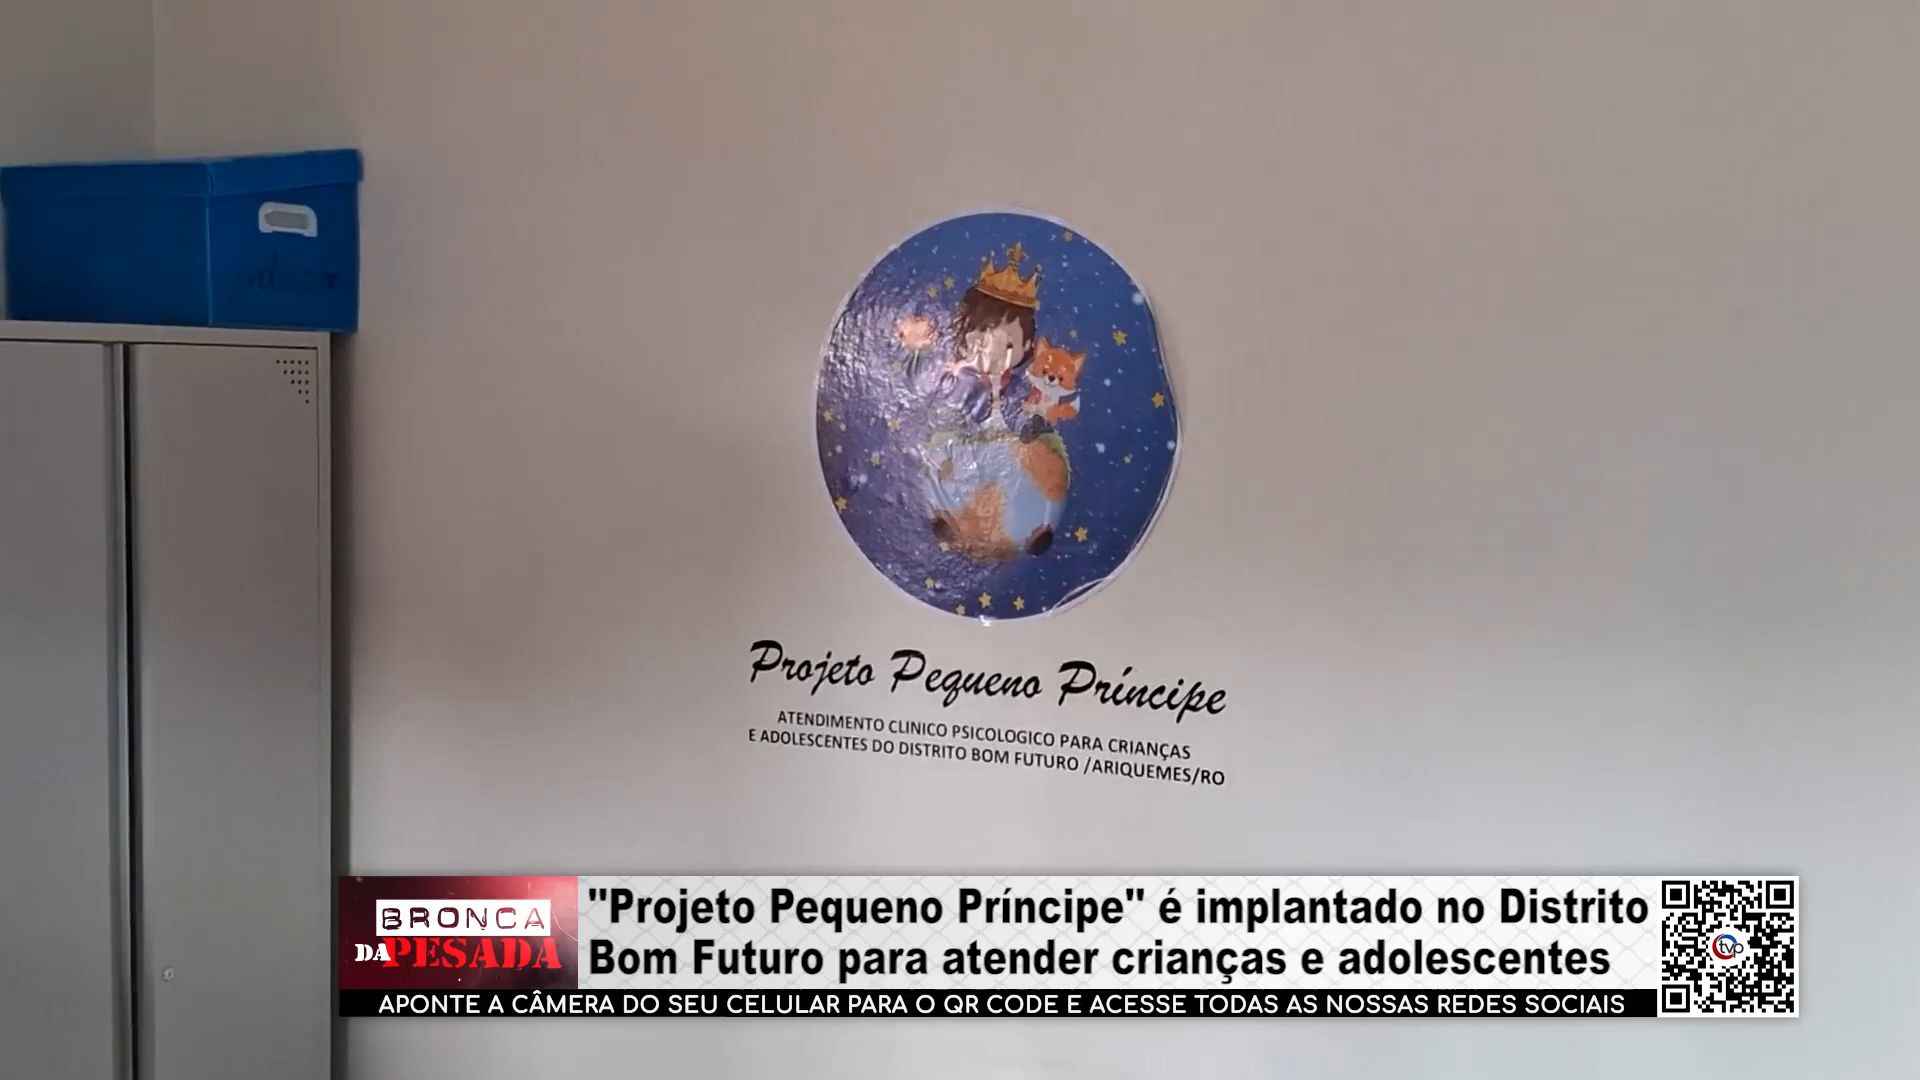 Projeto Pequeno Príncipe
ATENDIMENTO CLINICO PSICOLOGICO PARA CRIANÇAS
E ADOLESCENTES DO DISTRITO BOM FUTURO /ARIQUEMES/RO
BRONCA
DA PESADA
"Projeto Pequeno Príncipe" é implantado no Distrito
Bom Futuro para atender crianças e adolescentes
tvp
APONTE A CÂMERA DO SEU CELULAR PARA O QR CODE E ACESSE TODAS AS NOSSAS REDES SOCIAIS